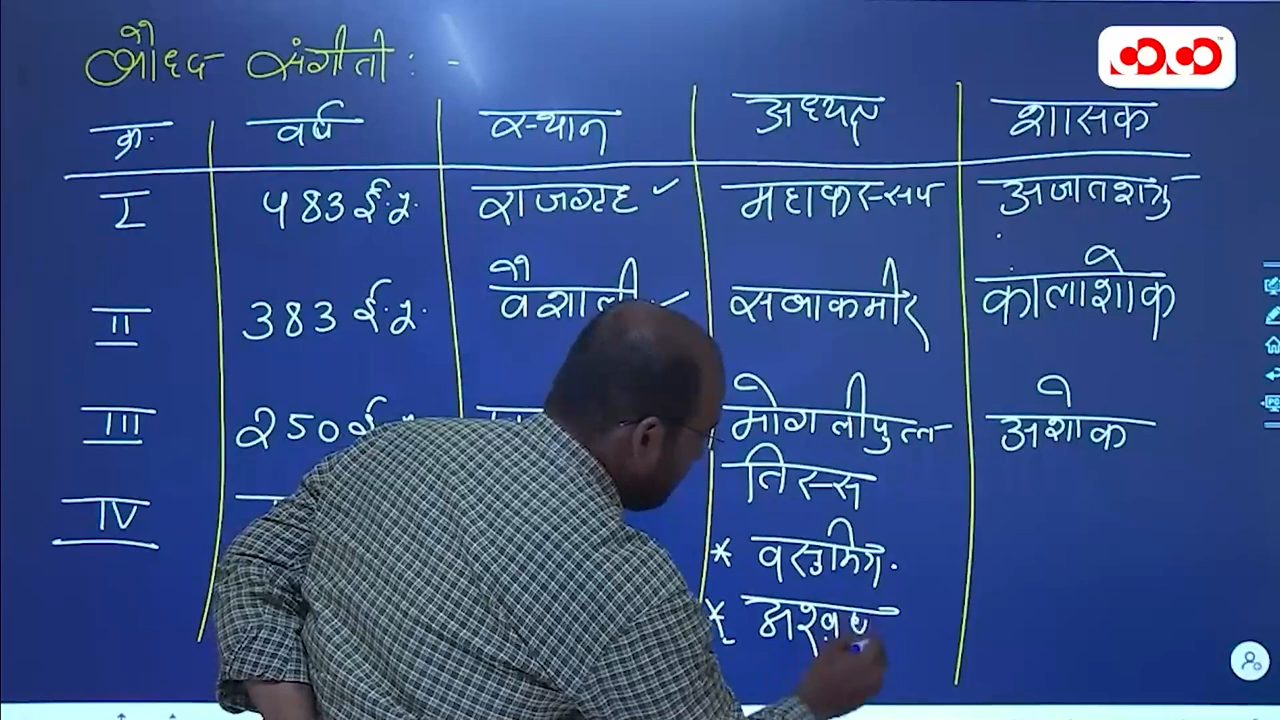 बौध्द संगीती : -
क्र. वर्ष स्थान अध्यक्ष शासक
I 483 ई.पू. राजग्रह ✓ महाकस्सप अजातशत्रु
II 383 ई.पू. वैशाली ✓ सबाकमीर कालाशोक
III 250 ई.पू. मोगलीपुत्त अशोक
तिस्स
IV * वसुमित्र.
* अश्वघ